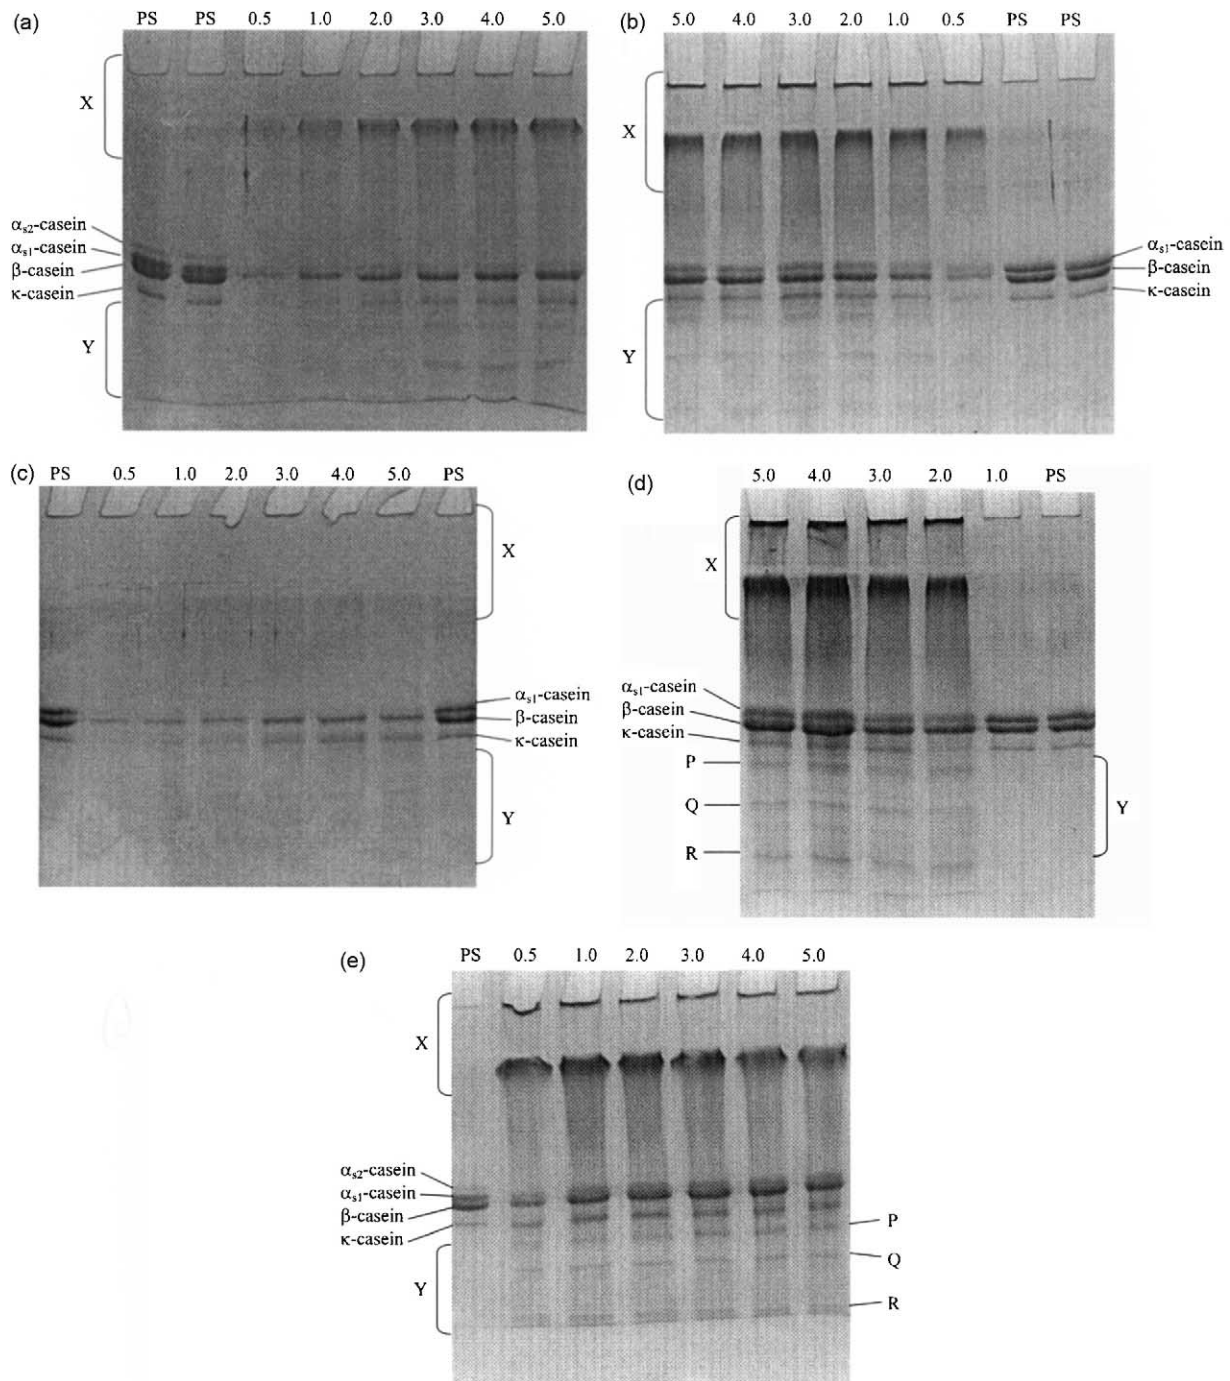 (a) PS PS 0.5 1.0 2.0 3.0 4.0 5.0
X
αs2-casein
αs1-casein
β-casein
κ-casein
Y
(b) 5.0 4.0 3.0 2.0 1.0 0.5 PS PS
X
αs1-casein
β-casein
κ-casein
Y
(c) PS 0.5 1.0 2.0 3.0 4.0 5.0 PS
X
αs1-casein
β-casein
κ-casein
Y
(d) 5.0 4.0 3.0 2.0 1.0 PS
X
αs1-casein
β-casein
κ-casein
P
Q
R
Y
(e) PS 0.5 1.0 2.0 3.0 4.0 5.0
X
αs2-casein
αs1-casein
β-casein
κ-casein
Y
P
Q
R